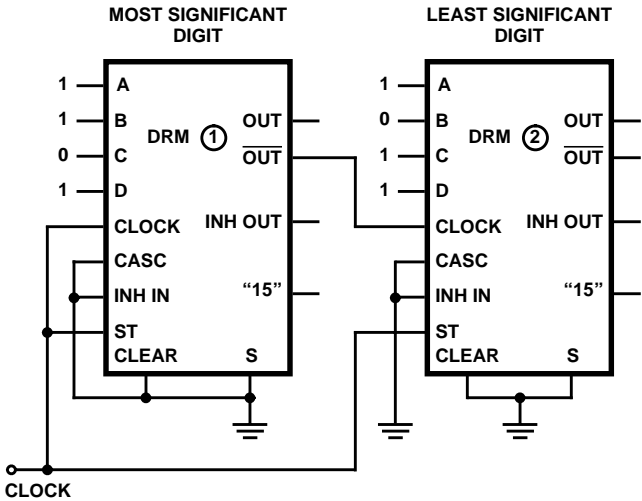 MOST SIGNIFICANT
DIGIT
1 A
1 B
0 C
1 D
DRM 1
OUT
OUT
CLOCK
INH OUT
CASC
INH IN
"15"
ST
CLEAR
S
LEAST SIGNIFICANT
DIGIT
1 A
0 B
1 C
1 D
DRM 2
OUT
OUT
CLOCK
INH OUT
CASC
INH IN
"15"
ST
CLEAR
S
CLOCK